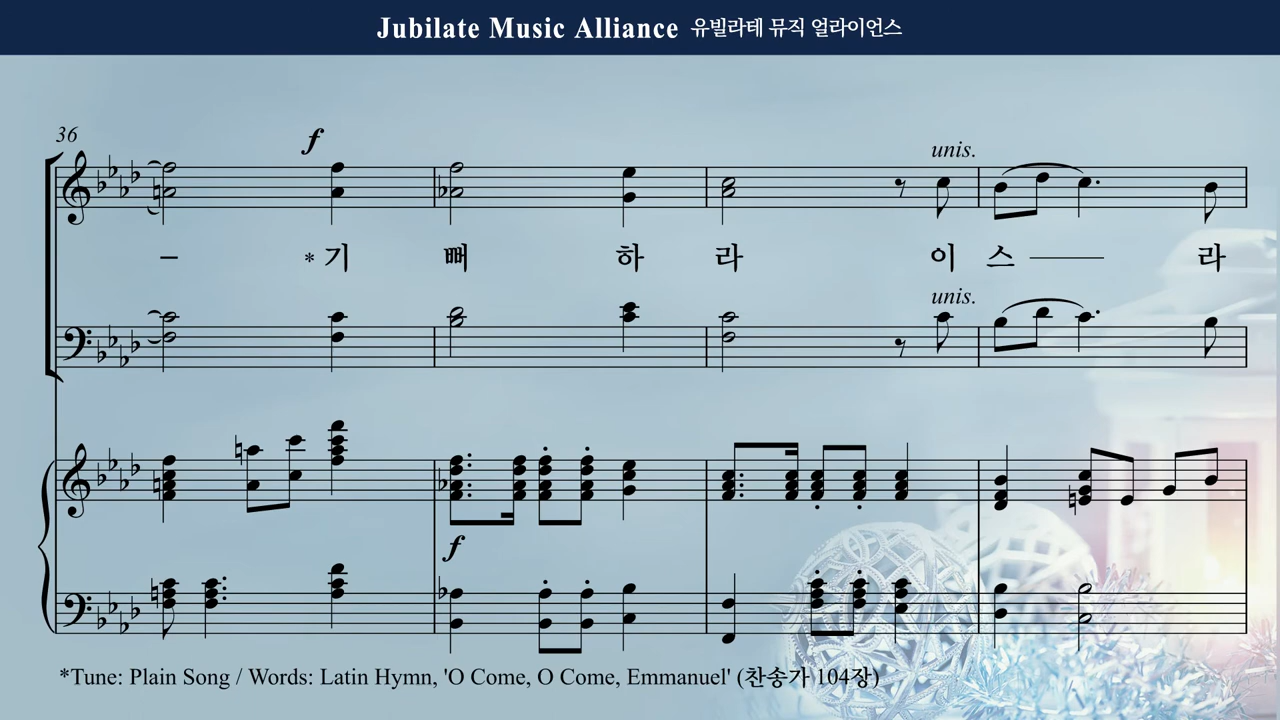 Jubilate Music Alliance 유빌라테 뮤직 얼라이언스
36
f
unis.
– *기 뻐 하 라 이 스 라
unis.
f
*Tune: Plain Song / Words: Latin Hymn, 'O Come, O Come, Emmanuel' (찬송가 104장)